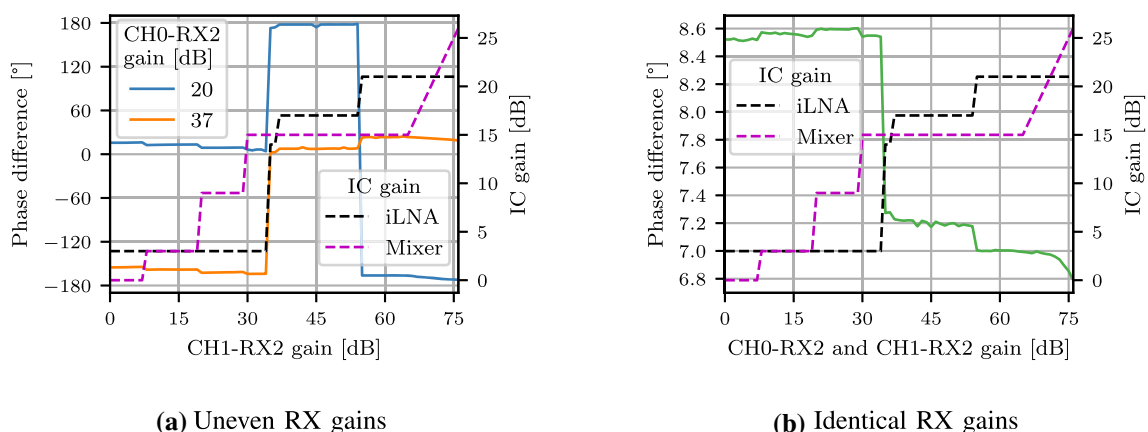 CH0-RX2
gain [dB]
20
37
IC gain
iLNA
Mixer
180
120
60
0
−60
−120
−180
Phase difference [°]
25
20
15
10
5
0
IC gain [dB]
0 15 30 45 60 75
CH1-RX2 gain [dB]
(a) Uneven RX gains
IC gain
iLNA
Mixer
8.6
8.4
8.2
8.0
7.8
7.6
7.4
7.2
7.0
6.8
Phase difference [°]
25
20
15
10
5
0
IC gain [dB]
0 15 30 45 60 75
CH0-RX2 and CH1-RX2 gain [dB]
(b) Identical RX gains